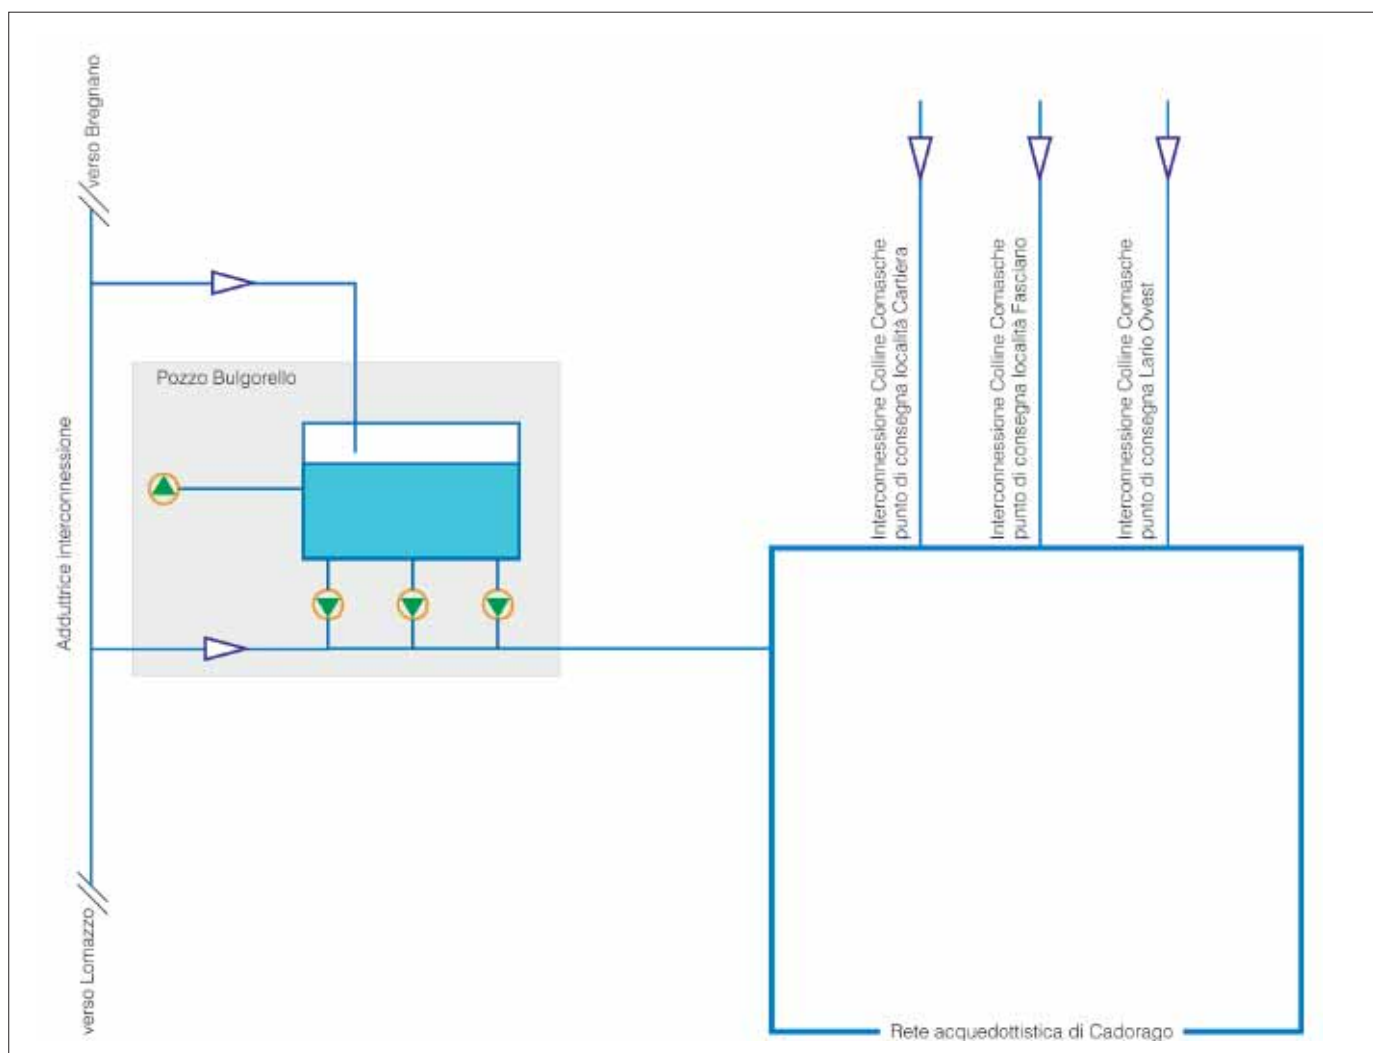 verso Bregnano
Adduttrice interconnessione
verso Lomazzo
Pozzo Bulgorello
Interconnessione Colline Comasche
punto di consegna località Cartiera
Interconnessione Colline Comasche
punto di consegna località Fasciano
Interconnessione Colline Comasche
punto di consegna Lario Ovest
Rete acquedottistica di Cadorago